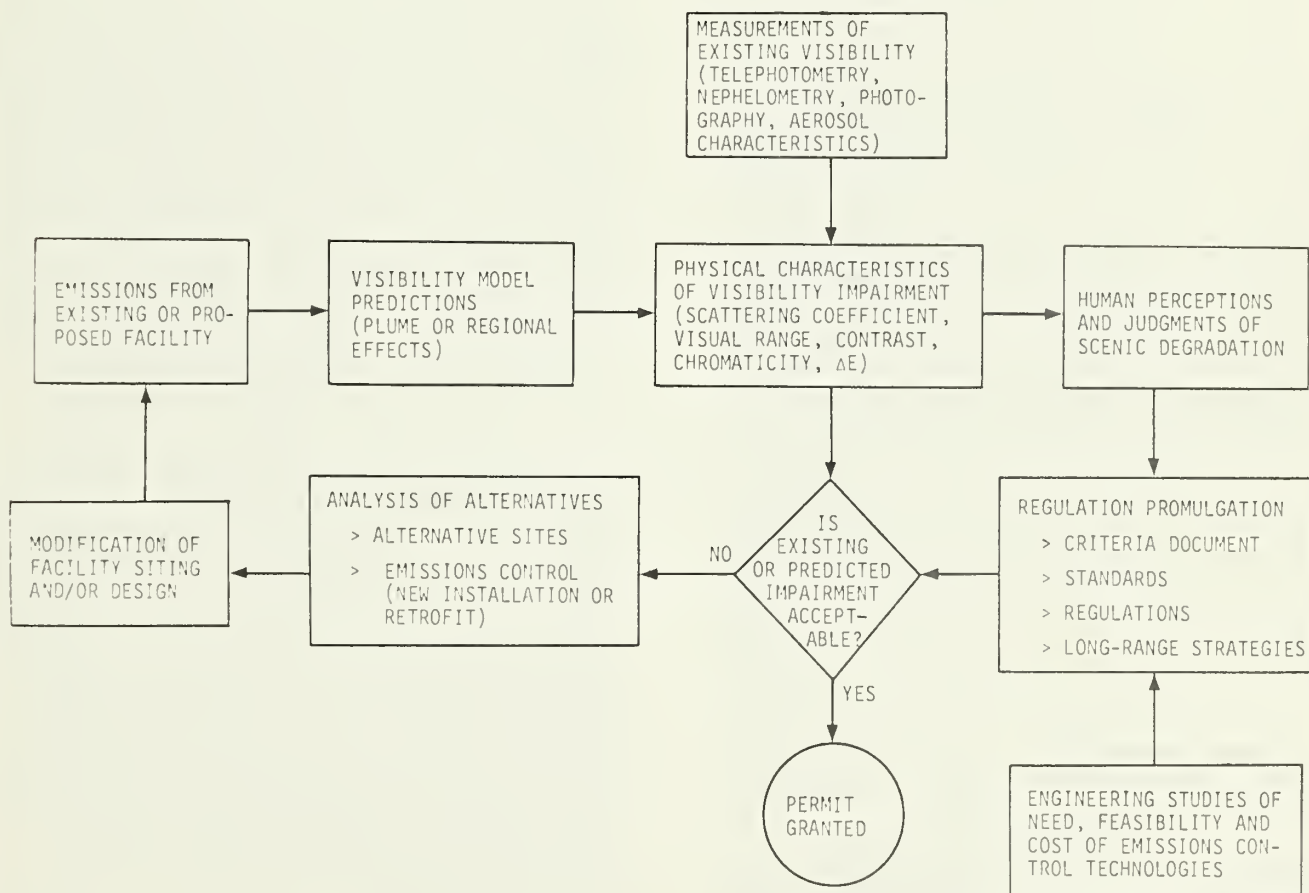 MEASUREMENTS OF
EXISTING VISIBILITY
(TELEPHOTOMETRY,
NEPHELOMETRY, PHOTO-
GRAPHY, AEROSOL
CHARACTERISTICS)
EMISSIONS FROM
EXISTING OR PRO-
POSED FACILITY
VISIBILITY MODEL
PREDICTIONS
(PLUME OR REGIONAL
EFFECTS)
PHYSICAL CHARACTERISTICS
OF VISIBILITY IMPAIRMENT
(SCATTERING COEFFICIENT,
VISUAL RANGE, CONTRAST,
CHROMATICITY, ΔE)
HUMAN PERCEPTIONS
AND JUDGMENTS OF
SCENIC DEGRADATION
MODIFICATION OF
FACILITY SITING
AND/OR DESIGN
ANALYSIS OF ALTERNATIVES
> ALTERNATIVE SITES
> EMISSIONS CONTROL
(NEW INSTALLATION OR
RETROFIT)
NO
IS
EXISTING
OR PREDICTED
IMPAIRMENT
ACCEPT-
ABLE?
YES
REGULATION PROMULGATION
> CRITERIA DOCUMENT
> STANDARDS
> REGULATIONS
> LONG-RANGE STRATEGIES
PERMIT
GRANTED
ENGINEERING STUDIES OF
NEED, FEASIBILITY AND
COST OF EMISSIONS CON-
TROL TECHNOLOGIES